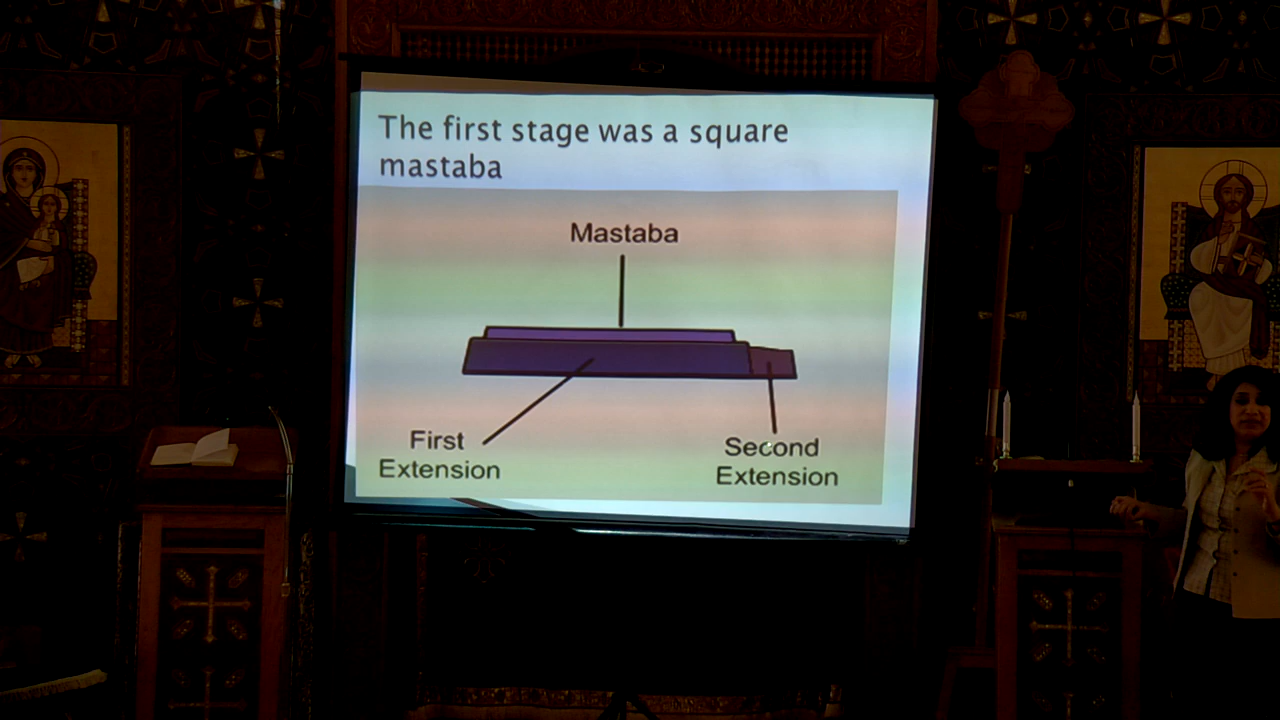 The first stage was a square
mastaba
Mastaba
First
Extension
Second
Extension